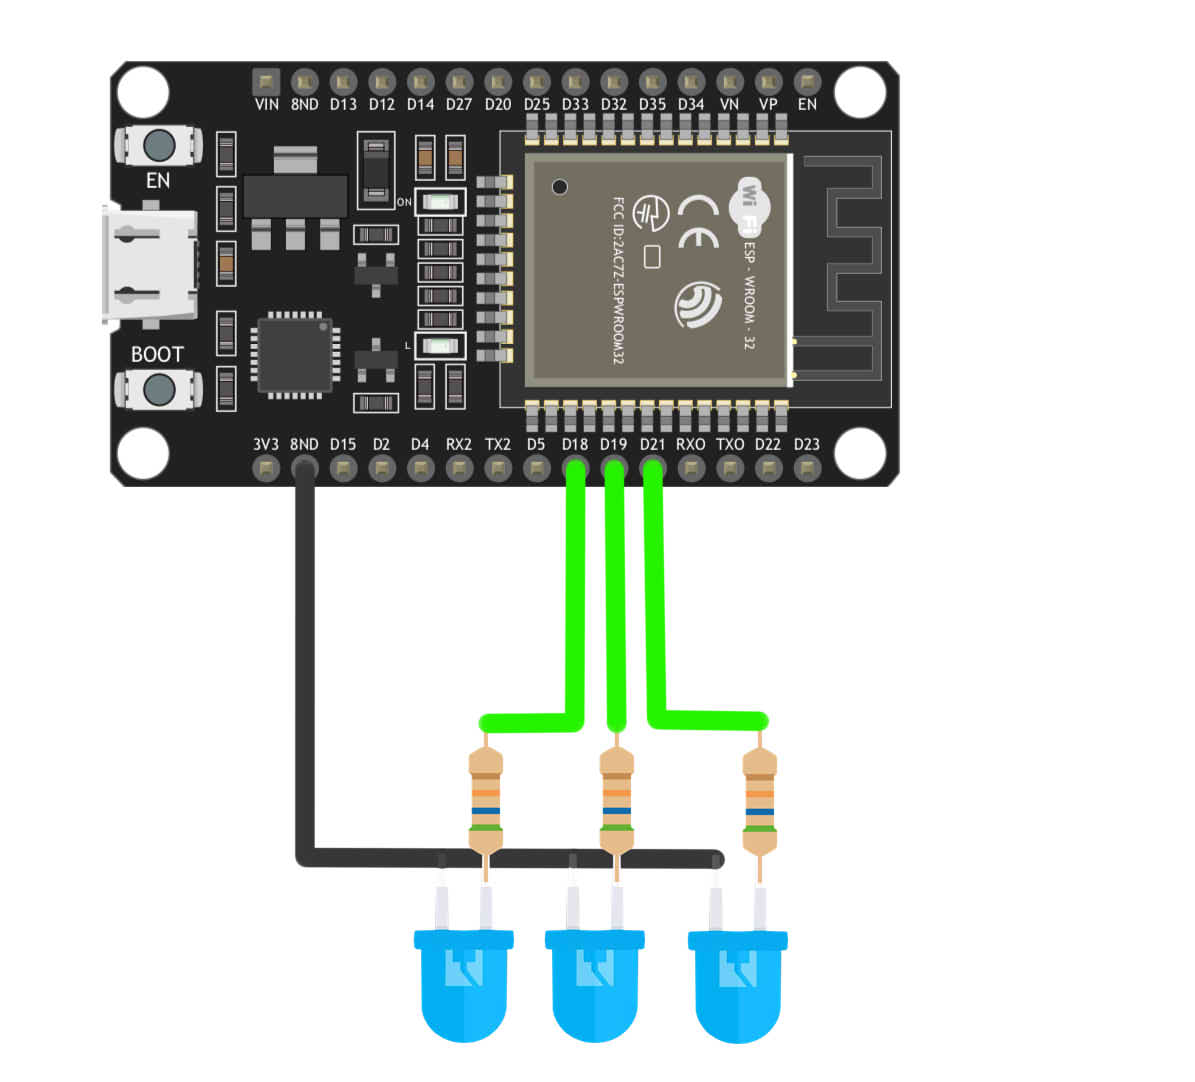 VIN 8ND D13 D12 D14 D27 D20 D25 D33 D32 D35 D34 VN VP EN
EN
ON
Wi
Fi
FCC ID:2AC7Z-ESPWROOM32
CE
ESP - WROOM - 32
L
BOOT
3V3 8ND D15 D2 D4 RX2 TX2 D5 D18 D19 D21 RXO TXO D22 D23